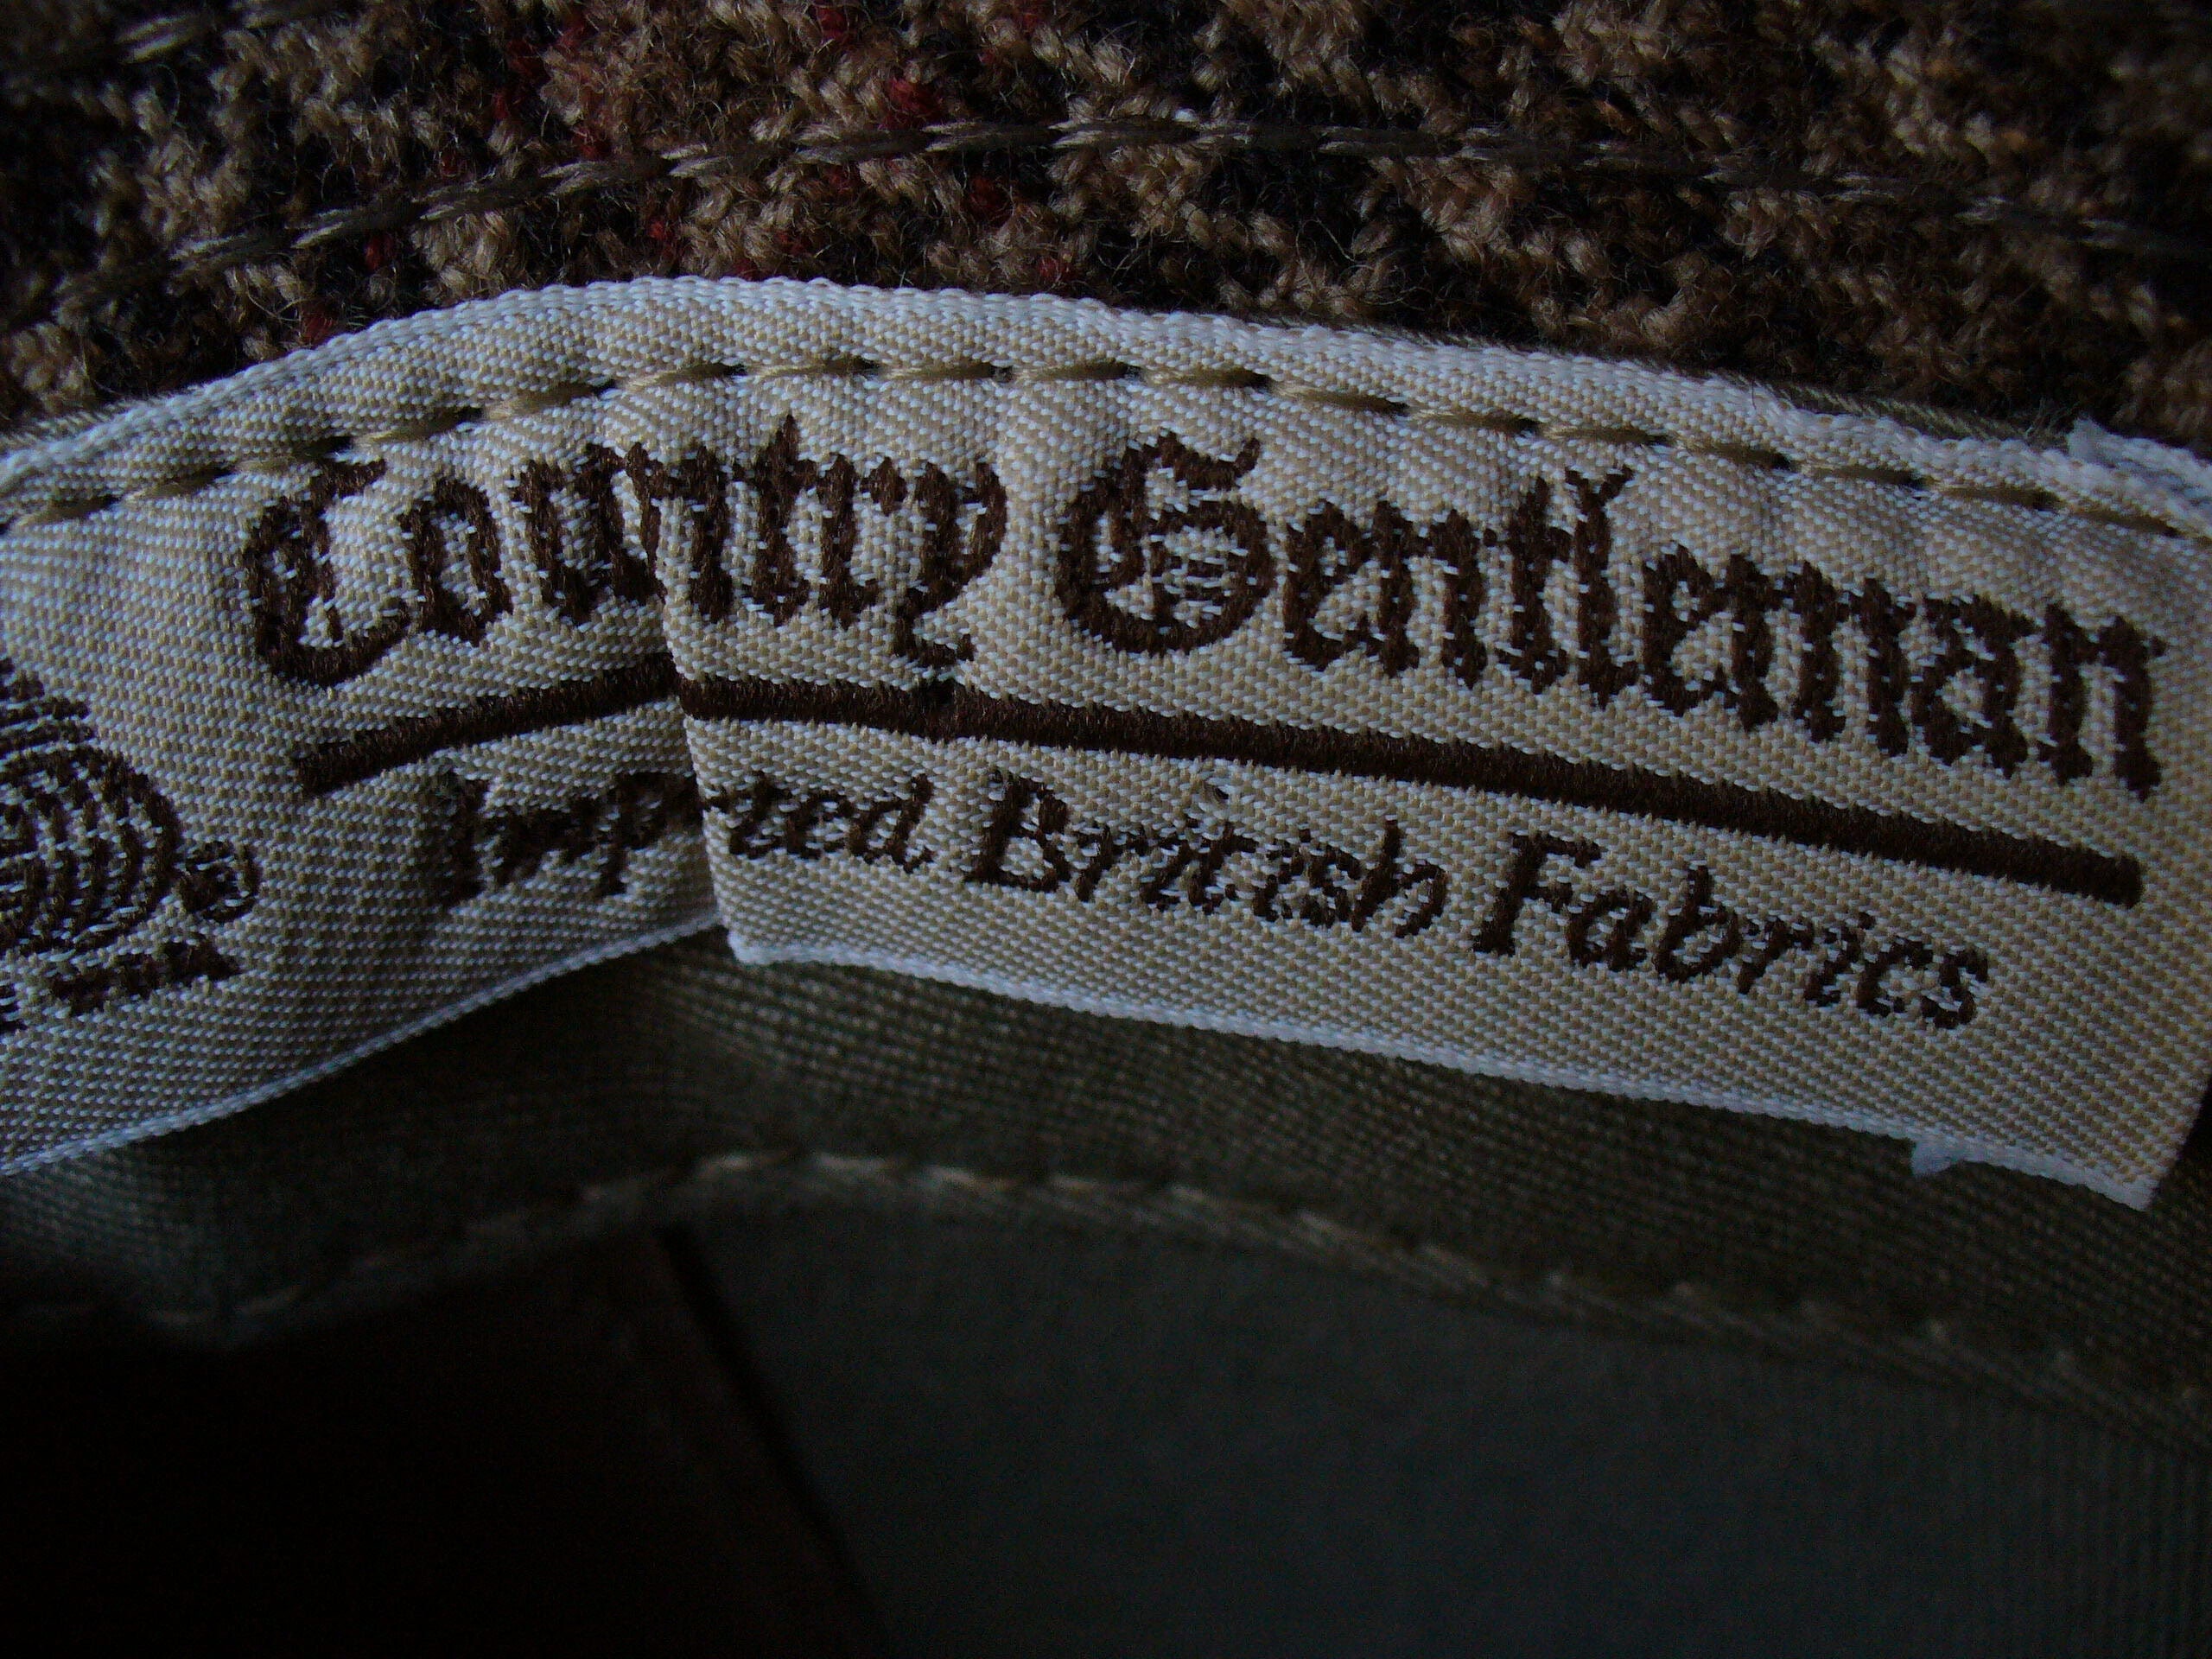 Country Gentleman
Imported British Fabrics
®